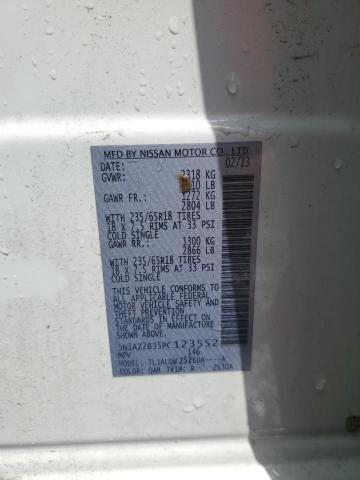 MFD BY NISSAN MOTOR CO., LTD.
DATE: 02/23
GVWR: 2318 KG
10 LB
GAWR FR: 1272 KG
2804 LB
WITH 235/65R18 TIRES
18 X 7.5 RIMS AT 33 PSI
COLD SINGLE
GAWR RR: 1300 KG
2866 LB
WITH 235/65R18 TIRES
18 X 7.5 RIMS AT 33 PSI
COLD SINGLE
THIS VEHICLE CONFORMS TO ALL
APPLICABLE FEDERAL
MOTOR VEHICLE SAFETY
AND THEFT PREVENTION
STANDARDS IN EFFECT ON THE
DATE OF MANUFACTURE SHOWN
ABOVE.
123552
MPV 146
MODEL:
COLOR: QAB TRIM: R